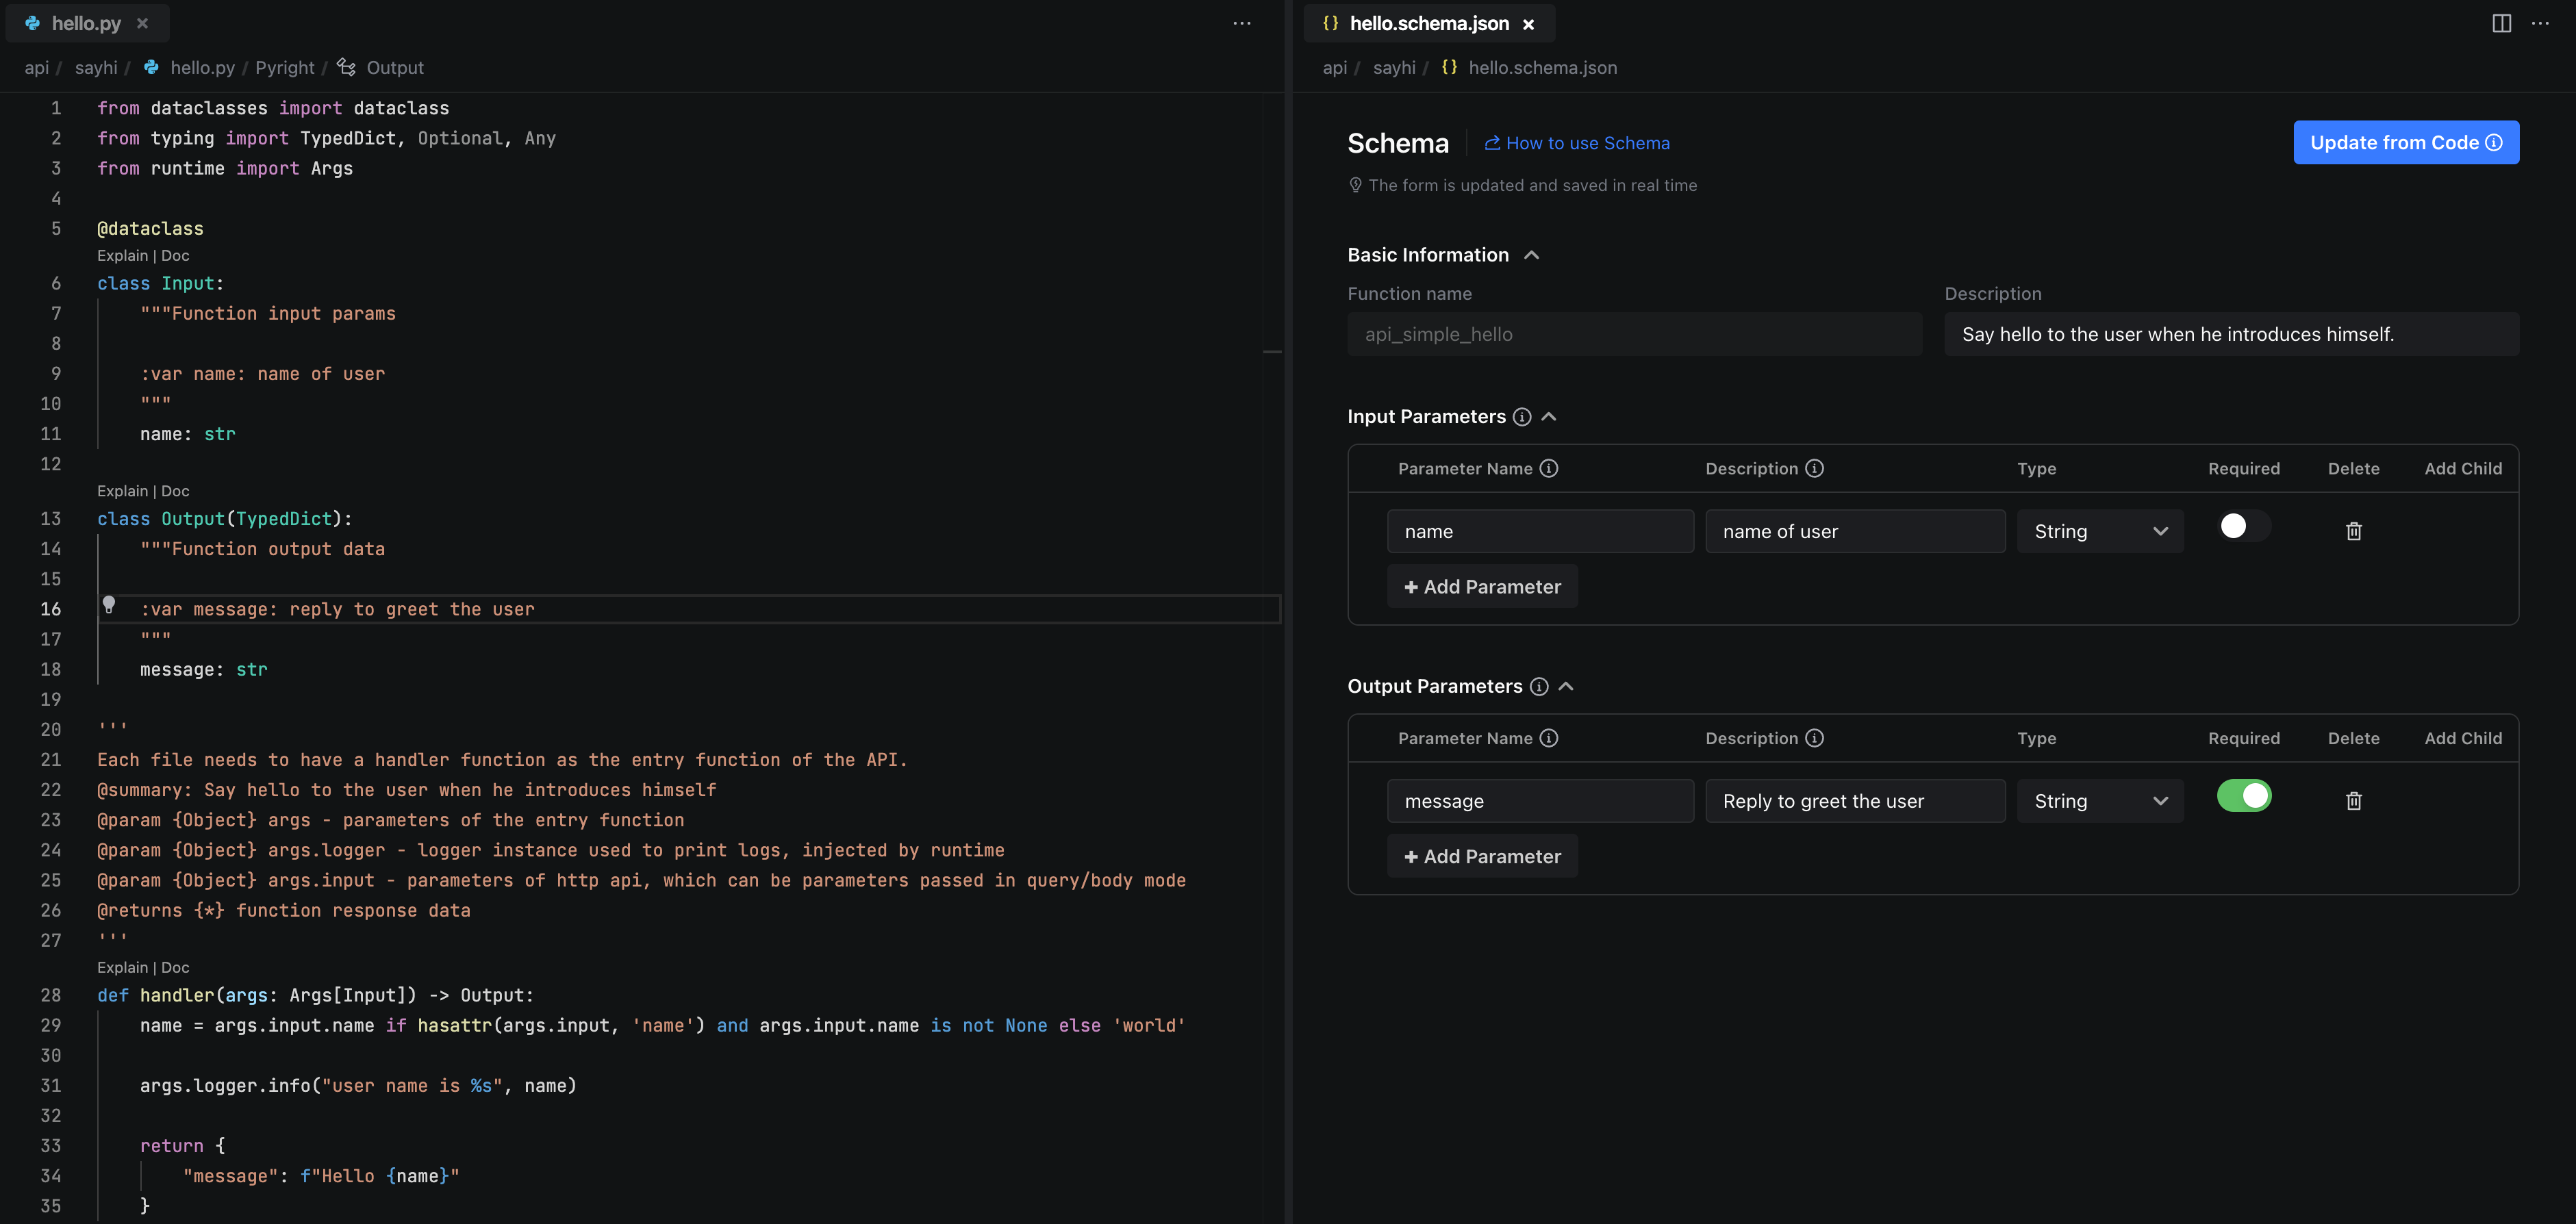 hello.py
api / sayhi / hello.py / Pyright / Output
1 from dataclasses import dataclass
2 from typing import TypedDict, Optional, Any
3 from runtime import Args
4
5 @dataclass
Explain | Doc
6 class Input:
7 """Function input params
8
9 :var name: name of user
10 """
11 name: str
12
Explain | Doc
13 class Output(TypedDict):
14 """Function output data
15
16 :var message: reply to greet the user
17 """
18 message: str
19
20 '''
21 Each file needs to have a handler function as the entry function of the API.
22 @summary: Say hello to the user when he introduces himself
23 @param {Object} args - parameters of the entry function
24 @param {Object} args.logger - logger instance used to print logs, injected by runtime
25 @param {Object} args.input - parameters of http api, which can be parameters passed in query/body mode
26 @returns {*} function response data
27 '''
Explain | Doc
28 def handler(args: Args[Input]) -> Output:
29 name = args.input.name if hasattr(args.input, 'name') and args.input.name is not None else 'world'
30
31 args.logger.info("user name is %s", name)
32
33 return {
34 "message": f"Hello {name}"
35 }
{} hello.schema.json
api / sayhi / {} hello.schema.json
Schema How to use Schema Update from Code
The form is updated and saved in real time
Basic Information
Function name Description
api_simple_hello Say hello to the user when he introduces himself.
Input Parameters
Parameter Name Description Type Required Delete Add Child
name name of user String
+ Add Parameter
Output Parameters
Parameter Name Description Type Required Delete Add Child
message Reply to greet the user String
+ Add Parameter